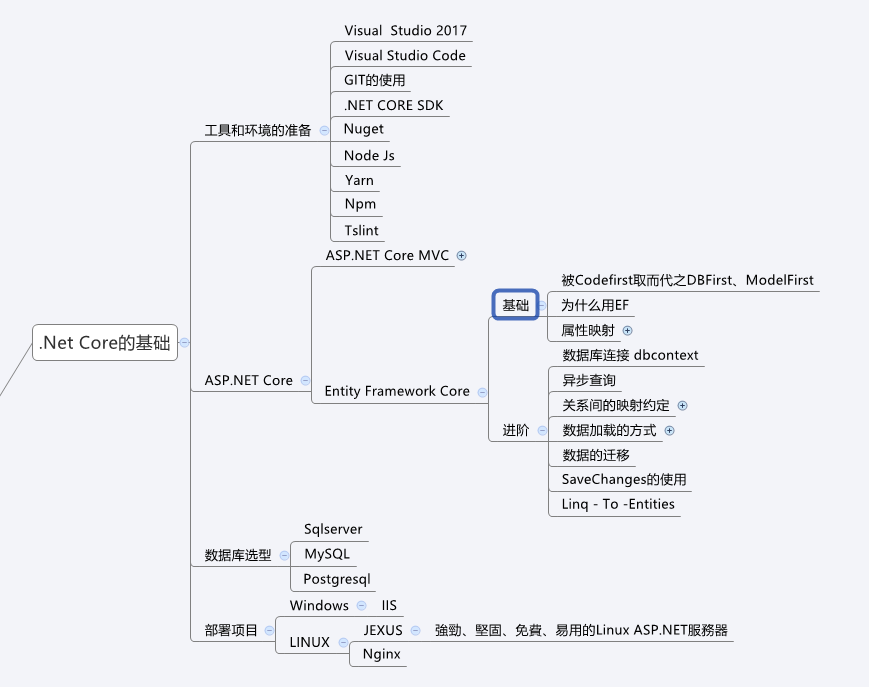 Visual  Studio 2017
Visual Studio Code
GIT的使用
.NET CORE SDK
工具和环境的准备
Nuget
Node Js
Yarn
Npm
Tslint
ASP.NET Core MVC
被Codefirst取而代之DBFirst、ModelFirst
基础
为什么用EF
属性映射
.Net Core的基础
数据库连接 dbcontext
ASP.NET Core
异步查询
Entity Framework Core
关系间的映射约定
进阶
数据加载的方式
数据的迁移
SaveChanges的使用
Linq - To -Entities
Sqlserver
数据库选型
MySQL
Postgresql
Windows
IIS
部署项目
LINUX
JEXUS
強勁、堅固、免費、易用的Linux ASP.NET服務器
Nginx